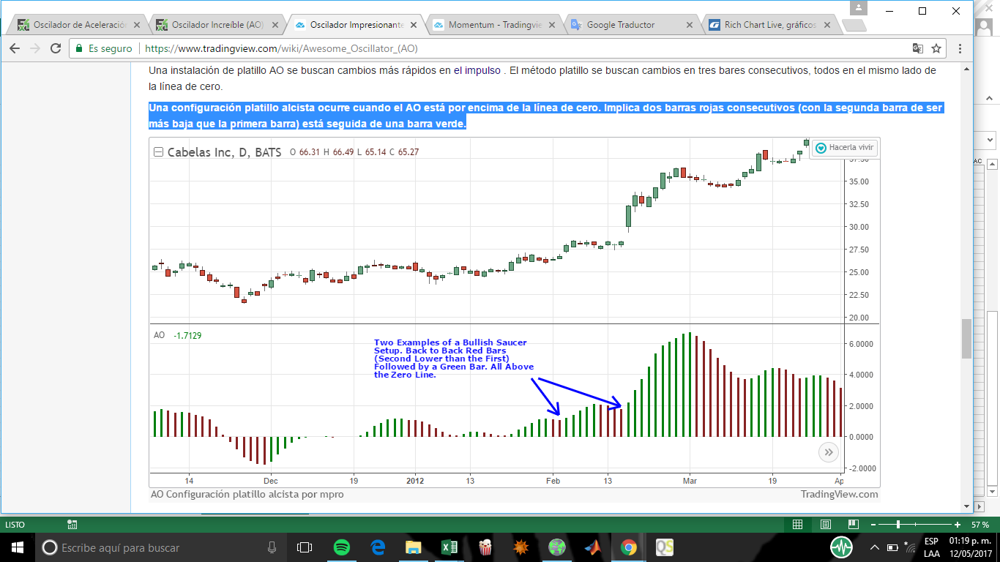 Oscilador de Aceleració
Oscilador Increíble (AO)
Oscilador Impresionante
Momentum - Tradingvie
Google Traductor
Rich Chart Live, gráficos
Es seguro
https://www.tradingview.com/wiki/Awesome_Oscillator_(AO)
Una instalación de platillo AO se buscan cambios más rápidos en el impulso . El método platillo se buscan cambios en tres bares consecutivos, todos en el mismo lado de
la línea de cero.
Una configuración platillo alcista ocurre cuando el AO está por encima de la línea de cero. Implica dos barras rojas consecutivos (con la segunda barra de ser
más baja que la primera barra) está seguida de una barra verde.
Cabelas Inc, D, BATS O 66.31 H 66.49 L 65.14 C 65.27
Hacerla vivir
37.50
35.00
32.50
30.00
27.50
25.00
22.50
20.00
AO -1.7129
Two Examples of a Bullish Saucer
Setup. Back to Back Red Bars
(Second Lower than the First)
Followed by a Green Bar. All Above
the Zero Line.
6.0000
4.0000
2.0000
0.0000
-2.0000
14 Dec 19 2012 13 Feb 13 Mar 19 Ap
AO Configuración platillo alcista por mpro
TradingView.com
AC
LISTO
57 %
Escribe aquí para buscar
QS
ESP
LAA
01:19 p. m.
12/05/2017